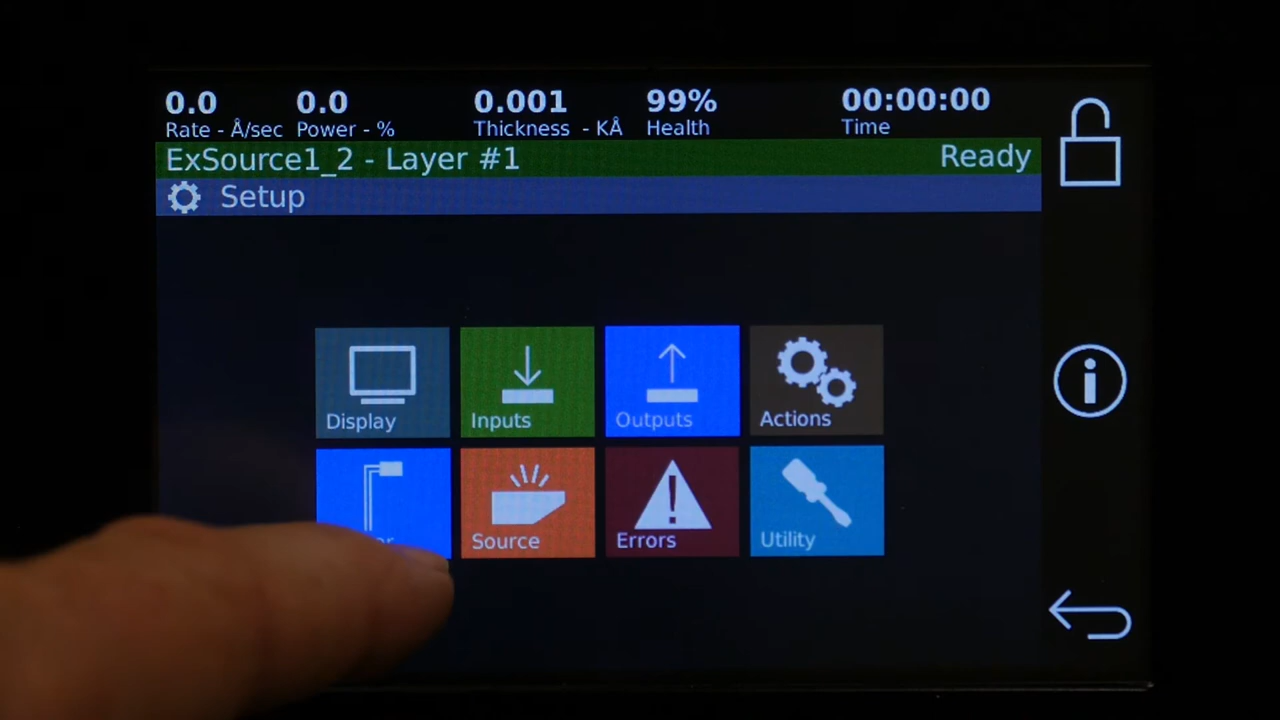 0.0 0.0 0.001 99% 00:00:00
Rate - Å/sec Power - % Thickness - KÅ Health Time
ExSource1_2 - Layer #1 Ready
Setup
Display Inputs Outputs Actions
Source Errors Utility